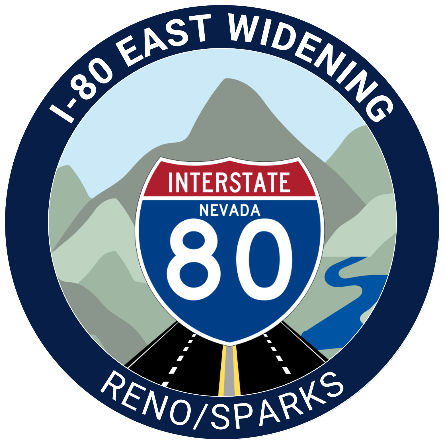 I-80 EAST WIDENING
INTERSTATE
NEVADA
80
RENO/SPARKS